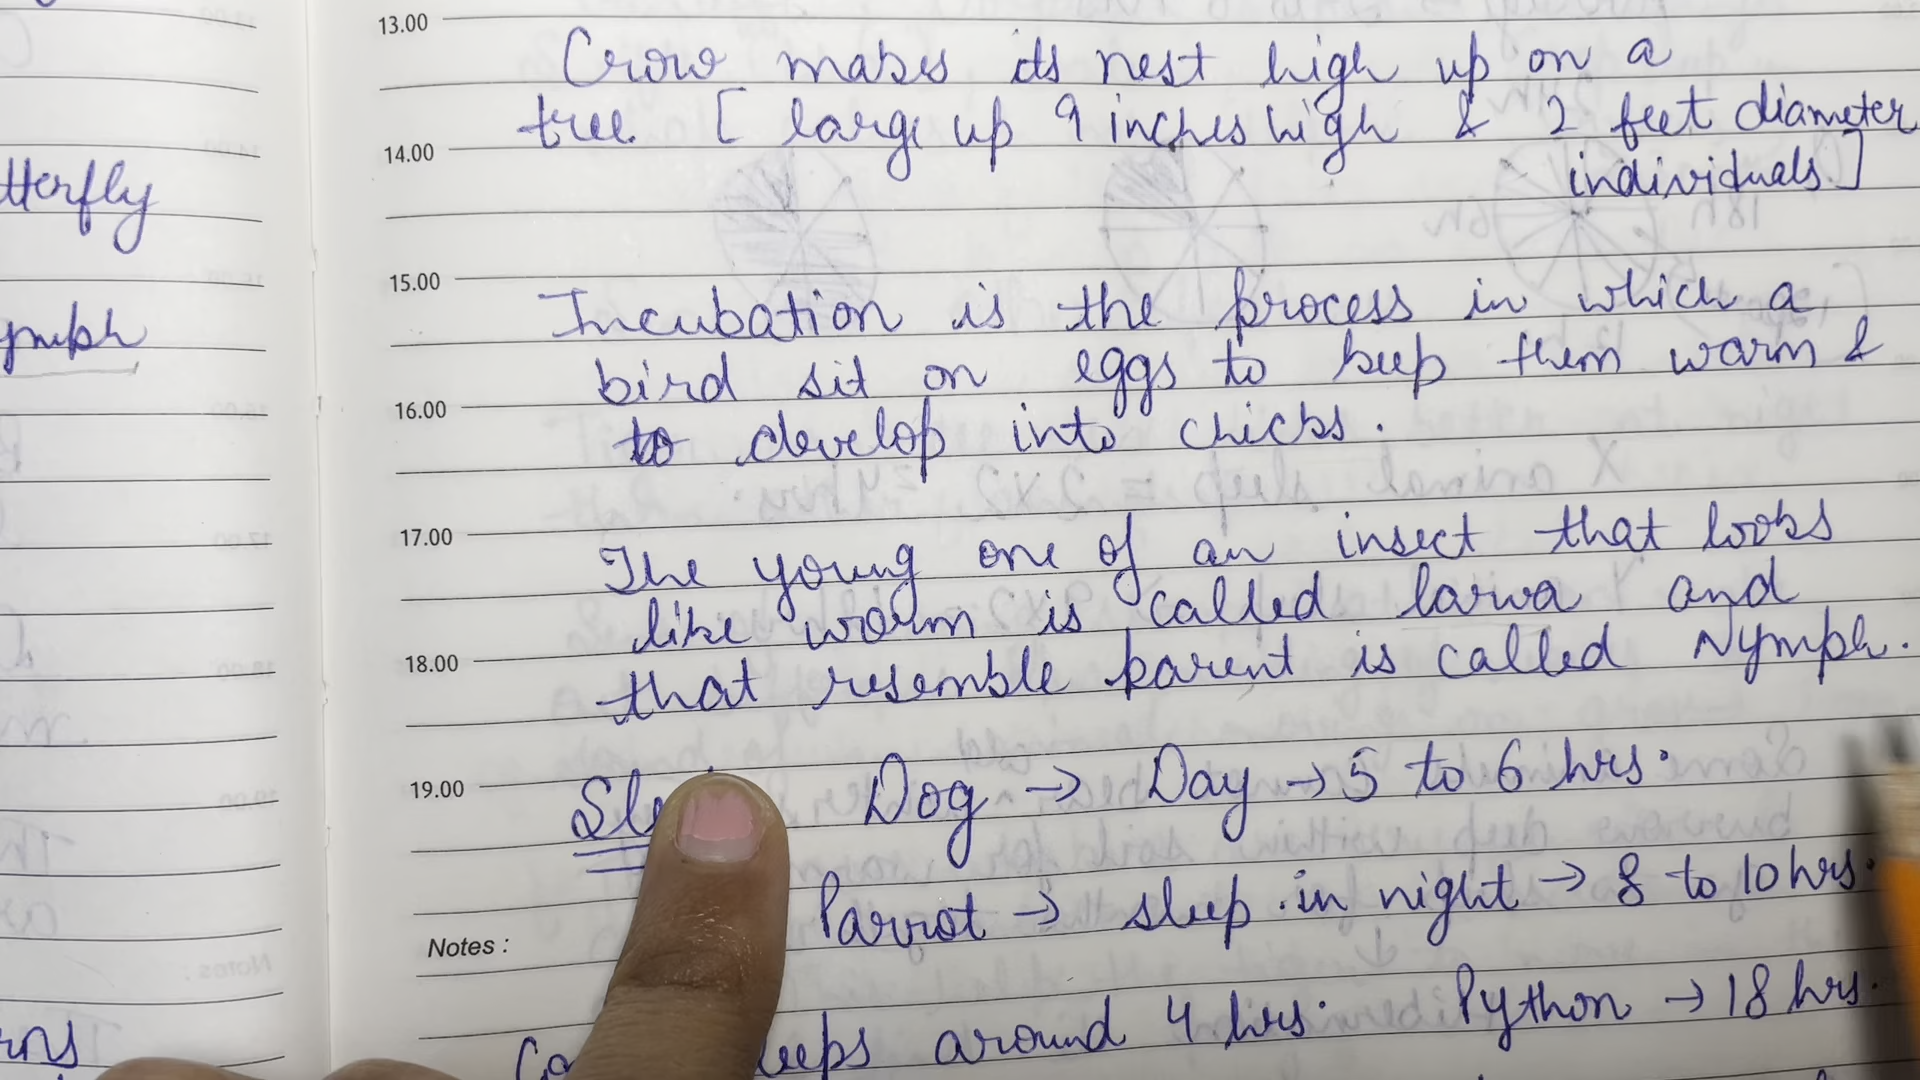 13.00
Crow makes its nest high up on a
tree [ large up 9 inches high & 2 feet diameter
14.00
individuals ]
tterfly
15.00
Incubation is the process in which a
ymph
bird sit on eggs to keep them warm &
16.00
to develop into chicks.
17.00
The young one of an insect that looks
like worm is called larwa and
18.00
that resemble parent is called Nymph.
19.00
Dog → Day → 5 to 6 hrs.
Parrot → sleep in night → 8 to 10 hrs.
Notes :
around 4 hrs. Python → 18 hrs.